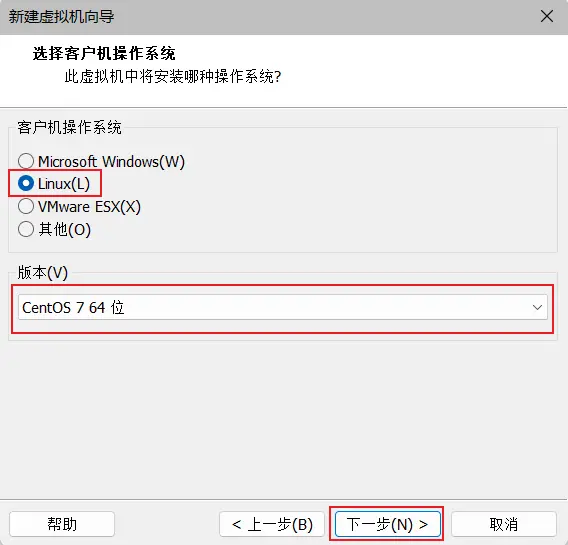 新建虚拟机向导
选择客户机操作系统
此虚拟机中将安装哪种操作系统?
客户机操作系统
Microsoft Windows(W)
Linux(L)
VMware ESX(X)
其他(O)
版本(V)
CentOS 7 64 位
帮助
< 上一步(B)
下一步(N) >
取消